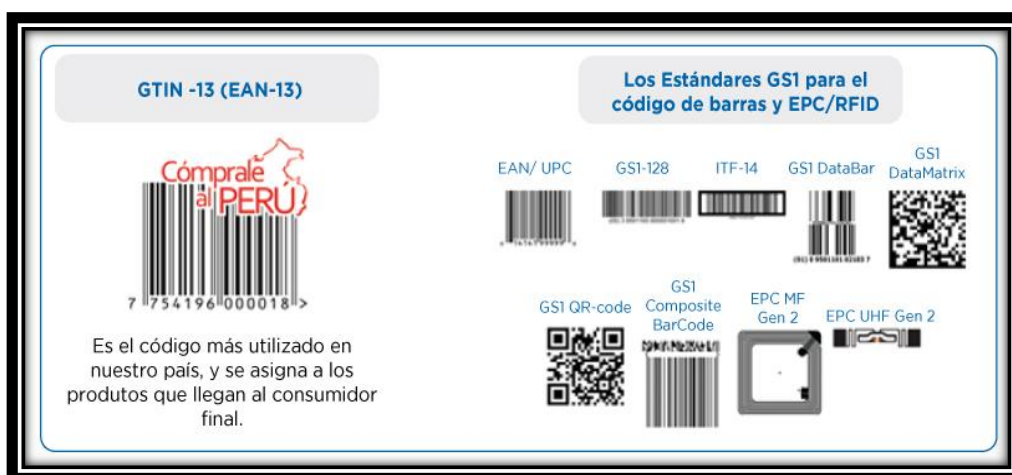 GTIN -13 (EAN-13)
Cómprale
al PERÚ
7 754196 000018 >
Es el código más utilizado en
nuestro país, y se asigna a los
produtos que llegan al consumidor
final.
Los Estándares GS1 para el
código de barras y EPC/RFID
EAN/ UPC
GS1-128
ITF-14
GS1 DataBar
GS1
DataMatrix
GS1 QR-code
GS1
Composite
BarCode
EPC MF
Gen 2
EPC UHF Gen 2